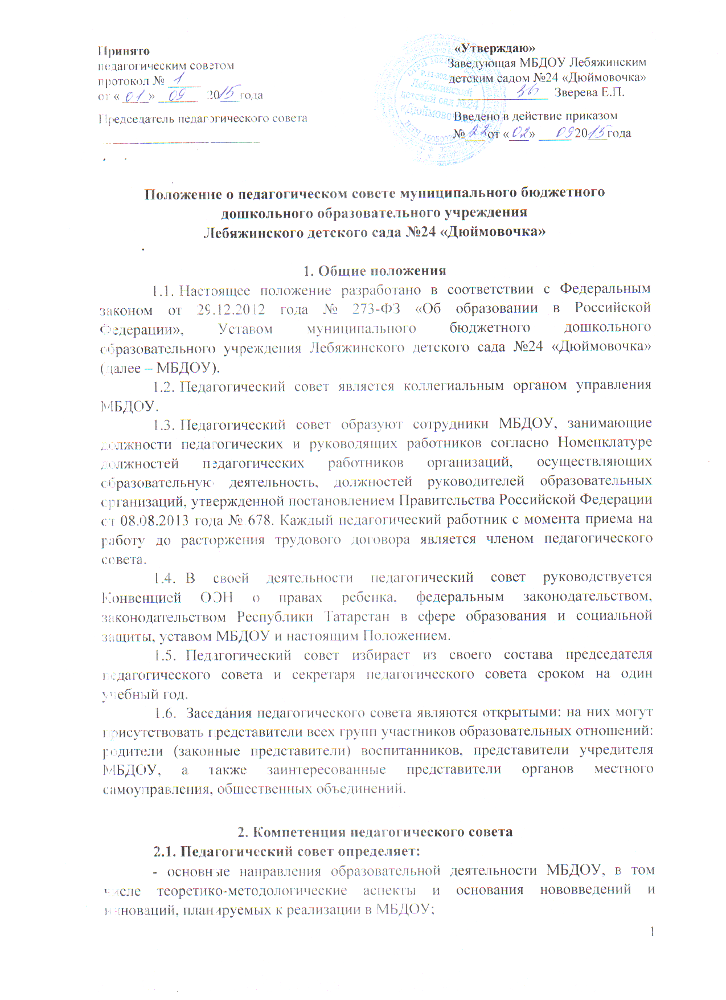 Принято
педагогическим советом
протокол № 1
от « 01 » 09 2015 года
Председатель педагогического совета
«Утверждаю»
Заведующая МБДОУ Лебяжинским
детским садом №24 «Дюймовочка»
Зверева Е.П.
Введено в действие приказом
№ 22 от « 02 » 09 2015 года
Лебяжинский
детский сад №24
Положение о педагогическом совете муниципального бюджетного
дошкольного образовательного учреждения
Лебяжинского детского сада №24 «Дюймовочка»
1. Общие положения
1.1. Настоящее положение разработано в соответствии с Федеральным
законом от 29.12.2012 года № 273-ФЗ «Об образовании в Российской
Федерации», Уставом муниципального бюджетного дошкольного
образовательного учреждения Лебяжинского детского сада №24 «Дюймовочка»
(далее – МБДОУ).
1.2. Педагогический совет является коллегиальным органом управления
МБДОУ.
1.3. Педагогический совет образуют сотрудники МБДОУ, занимающие
должности педагогических и руководящих работников согласно Номенклатуре
должностей педагогических работников организаций, осуществляющих
образовательную деятельность, должностей руководителей образовательных
организаций, утвержденной постановлением Правительства Российской Федерации
от 08.08.2013 года № 678. Каждый педагогический работник с момента приема на
работу до расторжения трудового договора является членом педагогического
совета.
1.4. В своей деятельности педагогический совет руководствуется
Конвенцией ООН о правах ребенка, федеральным законодательством,
законодательством Республики Татарстан в сфере образования и социальной
защиты, уставом МБДОУ и настоящим Положением.
1.5. Педагогический совет избирает из своего состава председателя
педагогического совета и секретаря педагогического совета сроком на один
учебный год.
1.6. Заседания педагогического совета являются открытыми: на них могут
присутствовать представители всех групп участников образовательных отношений:
родители (законные представители) воспитанников, представители учредителя
МБДОУ, а также заинтересованные представители органов местного
самоуправления, общественных объединений.
2. Компетенция педагогического совета
2.1. Педагогический совет определяет:
- основные направления образовательной деятельности МБДОУ, в том
числе теоретико-методологические аспекты и основания нововведений и
инноваций, планируемых к реализации в МБДОУ;
1